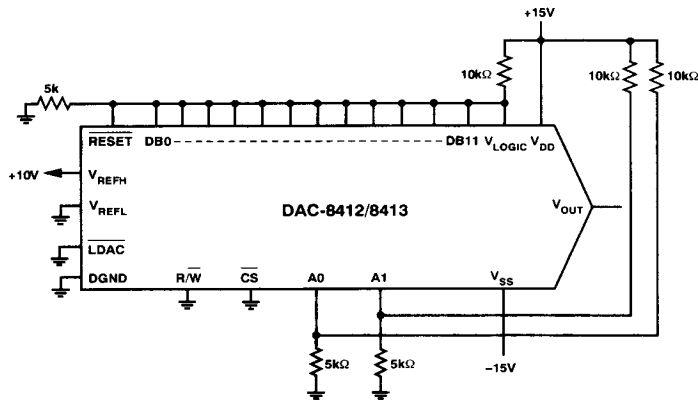 +15V
5k
10kΩ
10kΩ
10kΩ
RESET DB0 DB11 VLOGIC VDD
+10V
VREFH
VREFL
DAC-8412/8413
VOUT
LDAC
DGND
R/W
CS
A0
A1
VSS
5kΩ
5kΩ
−15V